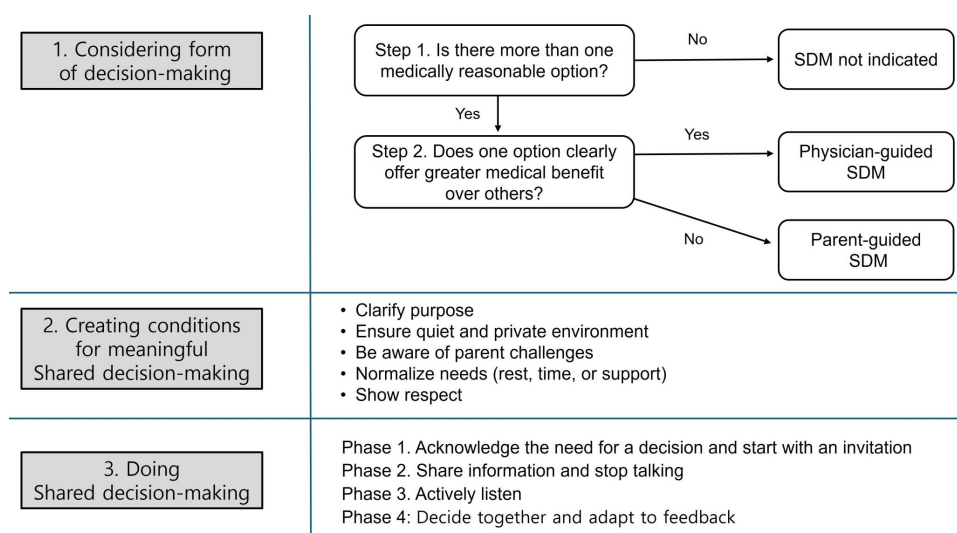 1. Considering form
of decision-making
Step 1. Is there more than one
medically reasonable option?
No
SDM not indicated
Yes
Step 2. Does one option clearly
offer greater medical benefit
over others?
Yes
Physician-guided
SDM
No
Parent-guided
SDM
2. Creating conditions
for meaningful
Shared decision-making
• Clarify purpose
• Ensure quiet and private environment
• Be aware of parent challenges
• Normalize needs (rest, time, or support)
• Show respect
3. Doing
Shared decision-making
Phase 1. Acknowledge the need for a decision and start with an invitation
Phase 2. Share information and stop talking
Phase 3. Actively listen
Phase 4: Decide together and adapt to feedback